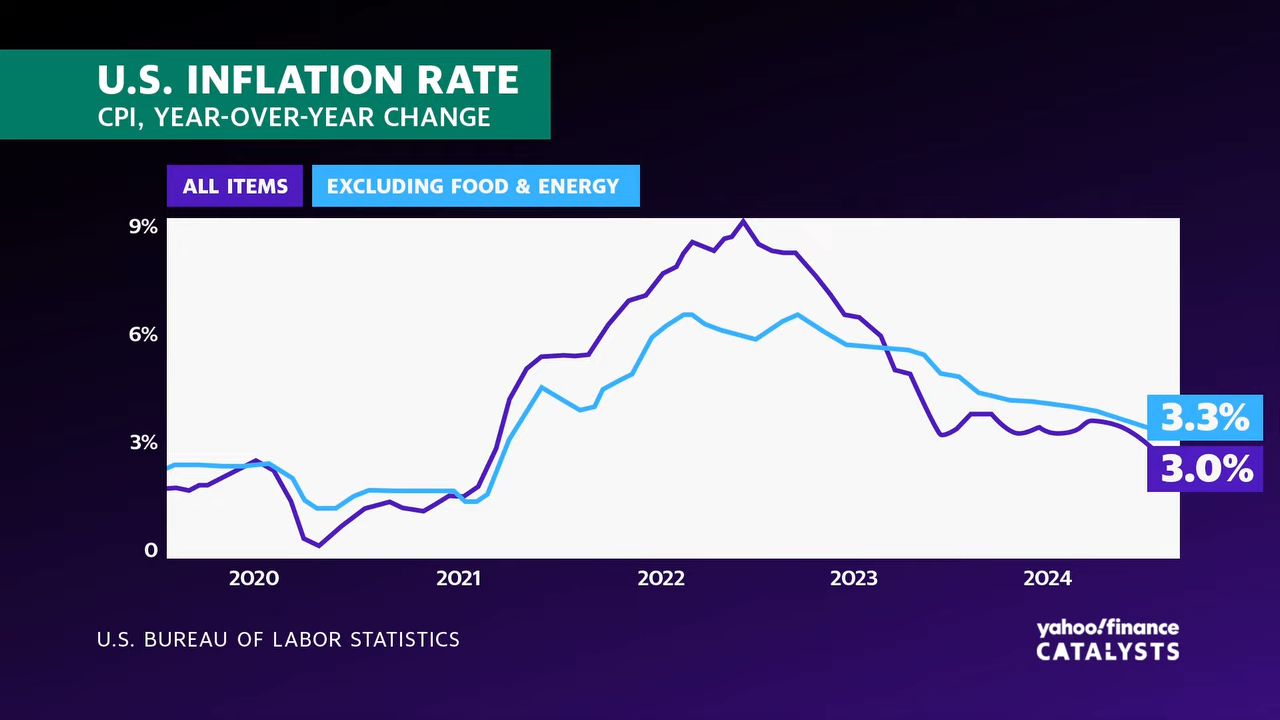 U.S. INFLATION RATE
CPI, YEAR-OVER-YEAR CHANGE
ALL ITEMS
EXCLUDING FOOD & ENERGY
9%
6%
3%
0
3.3%
3.0%
2020 2021 2022 2023 2024
U.S. BUREAU OF LABOR STATISTICS
yahoo!finance
CATALYSTS